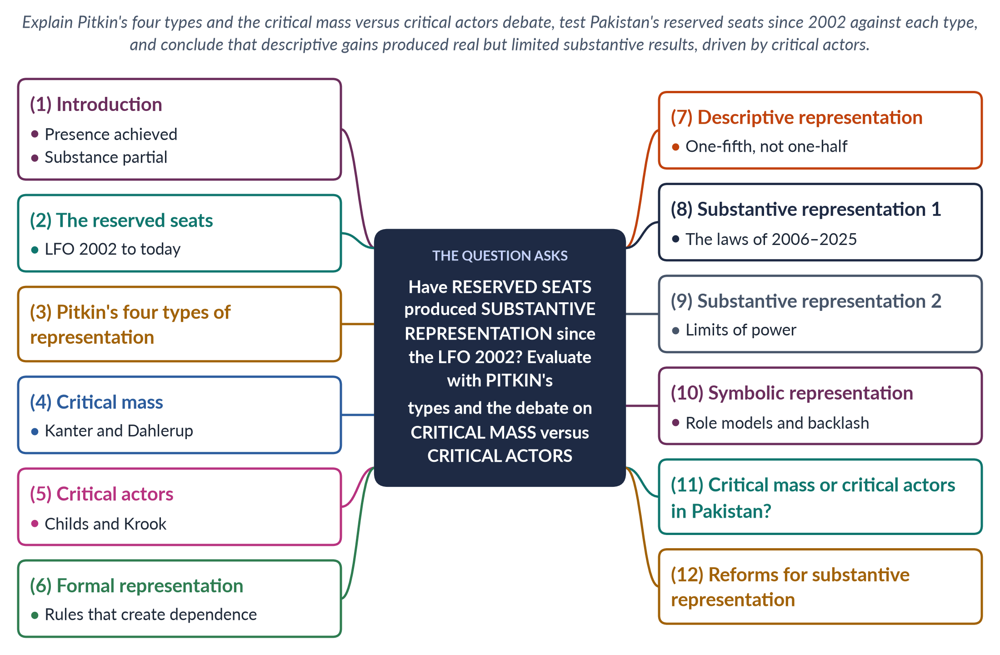 Explain Pitkin's four types and the critical mass versus critical actors debate, test Pakistan's reserved seats since 2002 against each type,
and conclude that descriptive gains produced real but limited substantive results, driven by critical actors.
(1) Introduction
• Presence achieved
• Substance partial
(2) The reserved seats
• LFO 2002 to today
(3) Pitkin's four types of
representation
(4) Critical mass
• Kanter and Dahlerup
(5) Critical actors
• Childs and Krook
(6) Formal representation
• Rules that create dependence
THE QUESTION ASKS
Have RESERVED SEATS
produced SUBSTANTIVE
REPRESENTATION since
the LFO 2002? Evaluate
with PITKIN's
types and the debate on
CRITICAL MASS versus
CRITICAL ACTORS
(7) Descriptive representation
• One-fifth, not one-half
(8) Substantive representation 1
• The laws of 2006–2025
(9) Substantive representation 2
• Limits of power
(10) Symbolic representation
• Role models and backlash
(11) Critical mass or critical actors
in Pakistan?
(12) Reforms for substantive
representation